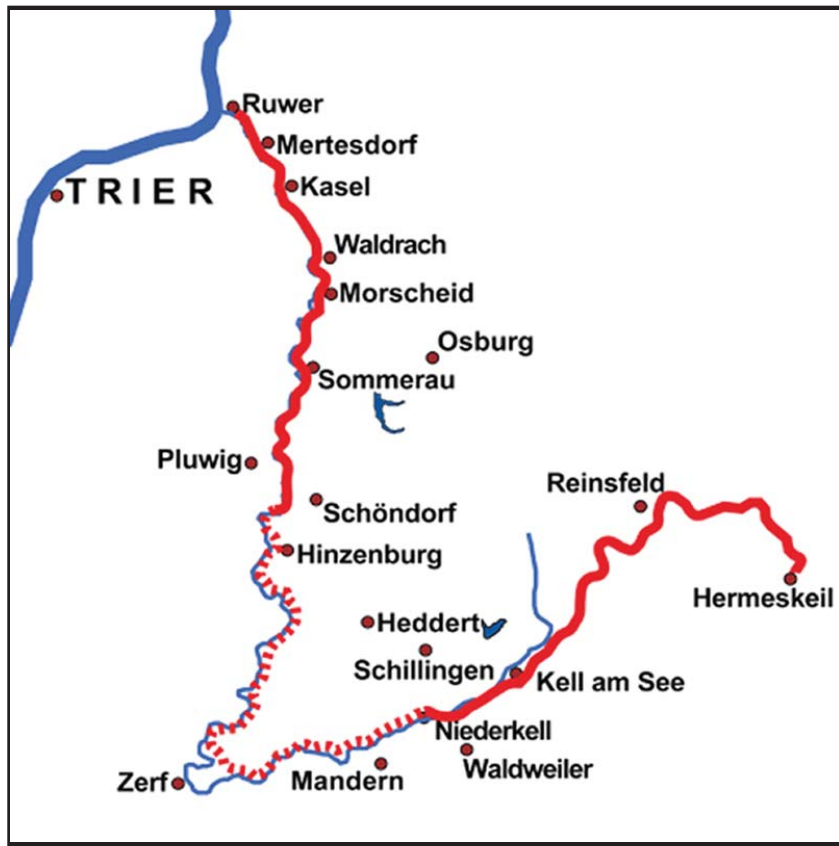 Ruwer
Mertesdorf
TRIER
Kasel
Waldrach
Morscheid
Osburg
Sommerau
Pluwig
Reinsfeld
Schöndorf
Hinzenburg
Hermeskeil
Heddert
Schillingen
Kell am See
Niederkell
Waldweiler
Zerf
Mandern